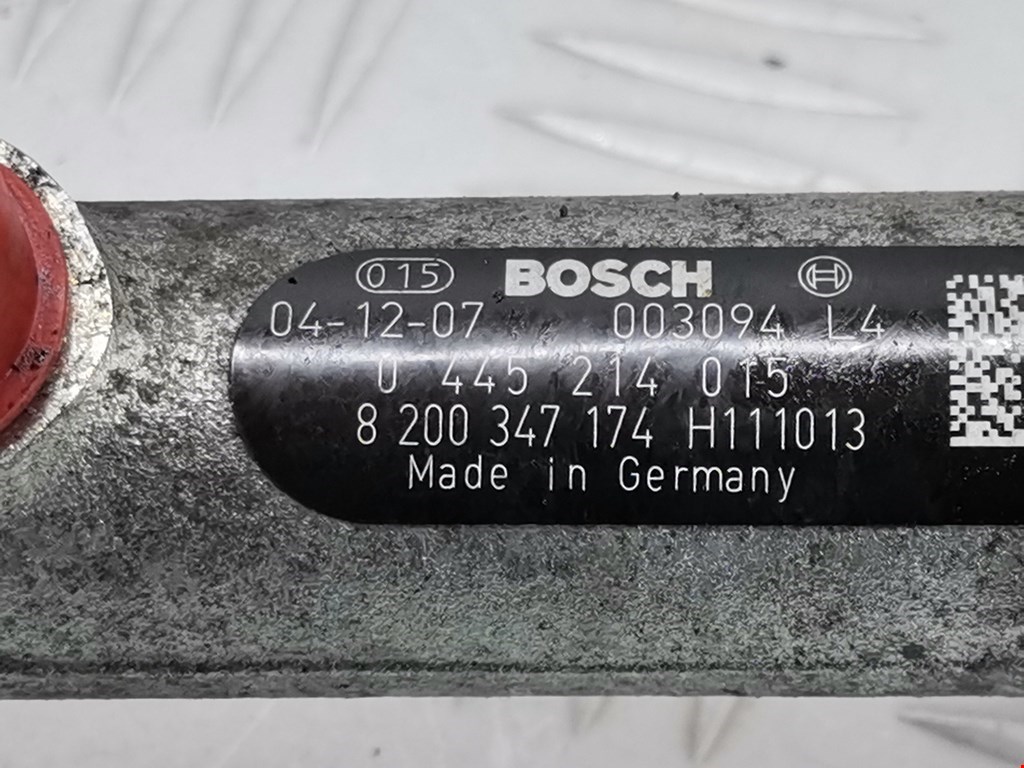 015 BOSCH
04-12-07 003094 L4
0 445 214 015
8 200 347 174 H111013
Made in Germany